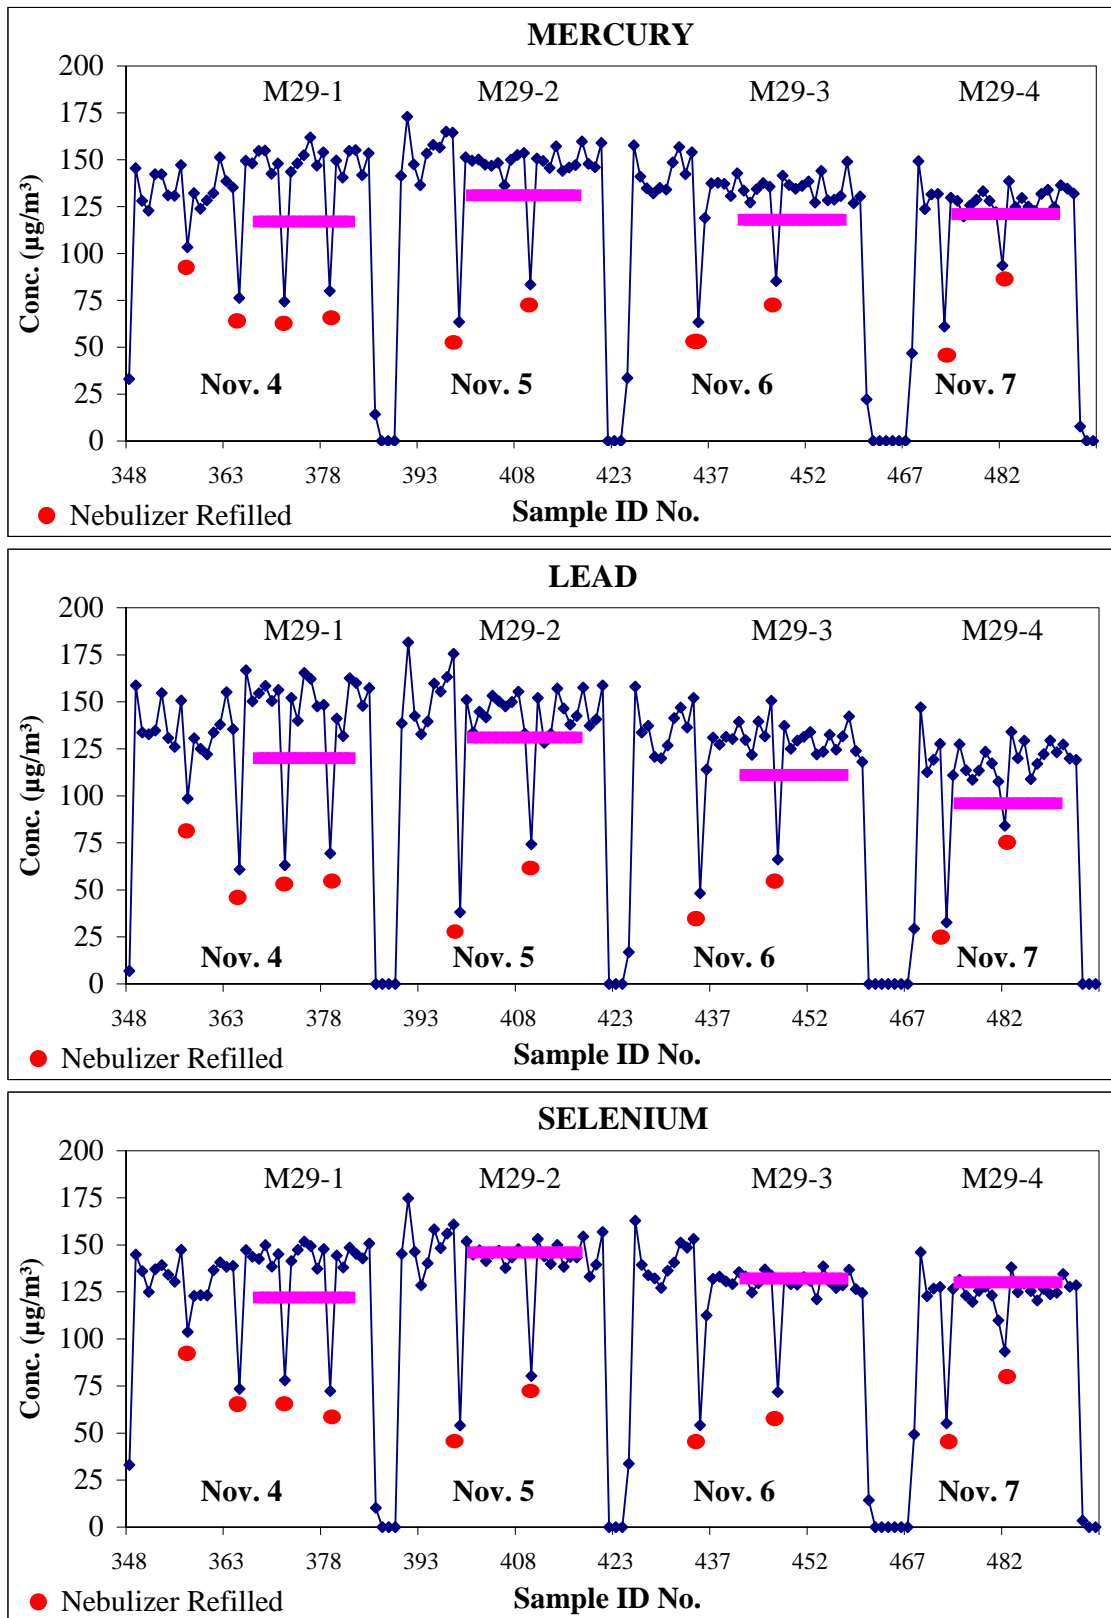 MERCURY
200
175
150
125
100
75
50
25
0
Conc. (µg/m³)
M29-1 M29-2 M29-3 M29-4
Nov. 4 Nov. 5 Nov. 6 Nov. 7
348 363 378 393 408 423 437 452 467 482
Nebulizer Refilled
Sample ID No.
LEAD
200
175
150
125
100
75
50
25
0
Conc. (µg/m³)
M29-1 M29-2 M29-3 M29-4
Nov. 4 Nov. 5 Nov. 6 Nov. 7
348 363 378 393 408 423 437 452 467 482
Nebulizer Refilled
Sample ID No.
SELENIUM
200
175
150
125
100
75
50
25
0
Conc. (µg/m³)
M29-1 M29-2 M29-3 M29-4
Nov. 4 Nov. 5 Nov. 6 Nov. 7
348 363 378 393 408 423 437 452 467 482
Nebulizer Refilled
Sample ID No.